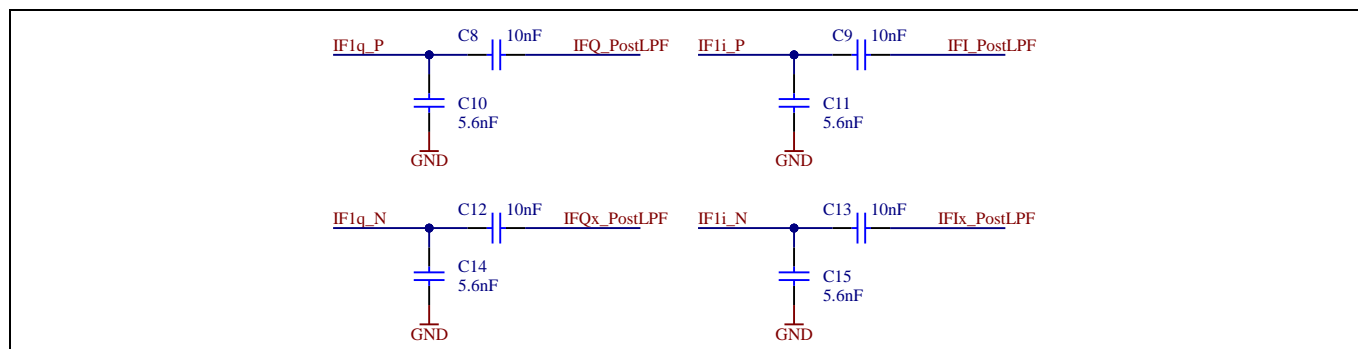 IF1q_P
C8
10nF
IFQ_PostLPF
C10
5.6nF
GND
IF1i_P
C9
10nF
IFI_PostLPF
C11
5.6nF
GND
IF1q_N
C12
10nF
IFQx_PostLPF
C14
5.6nF
GND
IF1i_N
C13
10nF
IFIx_PostLPF
C15
5.6nF
GND